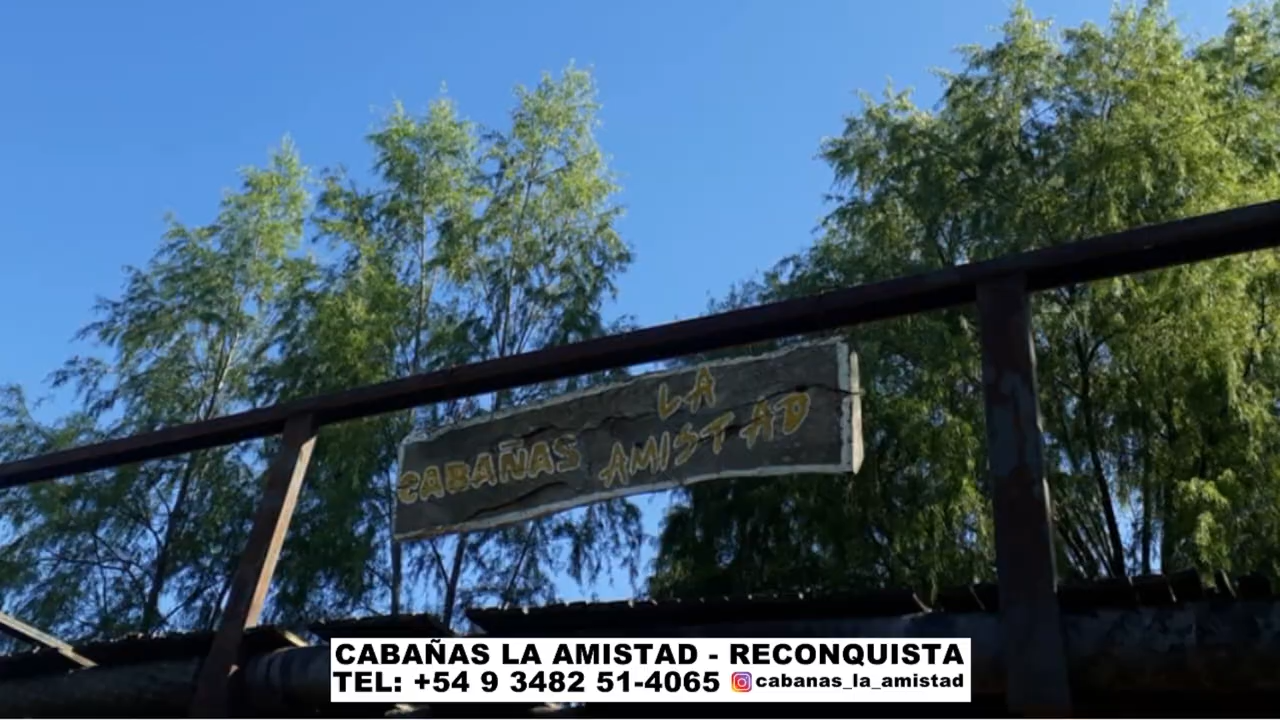 LA
CABAÑAS AMISTAD
CABAÑAS LA AMISTAD - RECONQUISTA
TEL: +54 9 3482 51-4065 cabanas_la_amistad